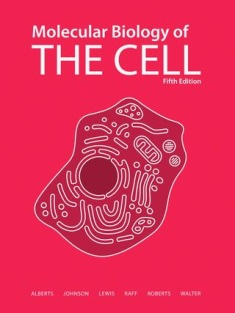 Molecular Biology of
THE CELL
Fifth Edition
ALBERTS JOHNSON LEWIS RAFF ROBERTS WALTER